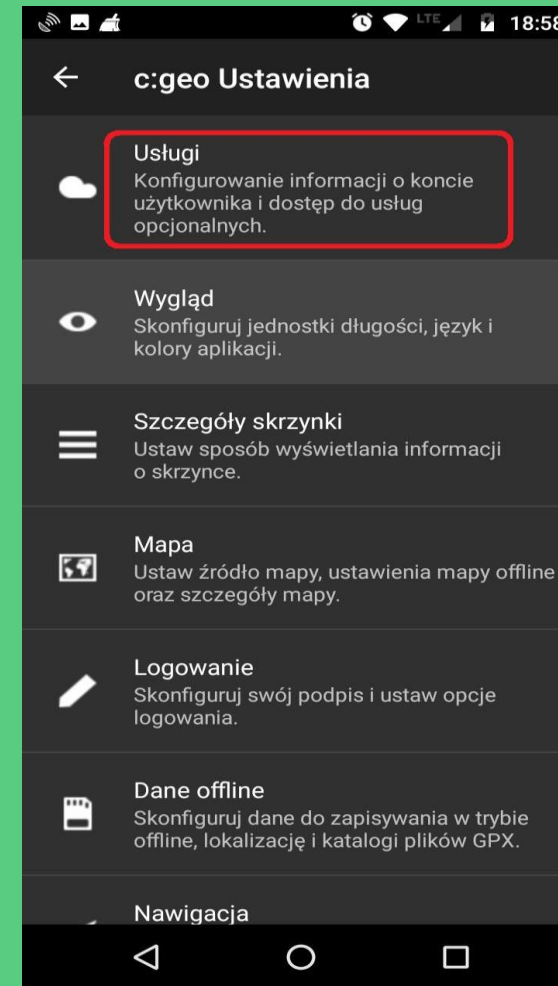 LTE 18:58
c:geo Ustawienia
Usługi
Konfigurowanie informacji o koncie
użytkownika i dostęp do usług
opcjonalnych.
Wygląd
Skonfiguruj jednostki długości, język i
kolory aplikacji.
Szczegóły skrzynki
Ustaw sposób wyświetlania informacji
o skrzynce.
Mapa
Ustaw źródło mapy, ustawienia mapy offline
oraz szczegóły mapy.
Logowanie
Skonfiguruj swój podpis i ustaw opcje
logowania.
Dane offline
Skonfiguruj dane do zapisywania w trybie
offline, lokalizację i katalogi plików GPX.
Nawigacja